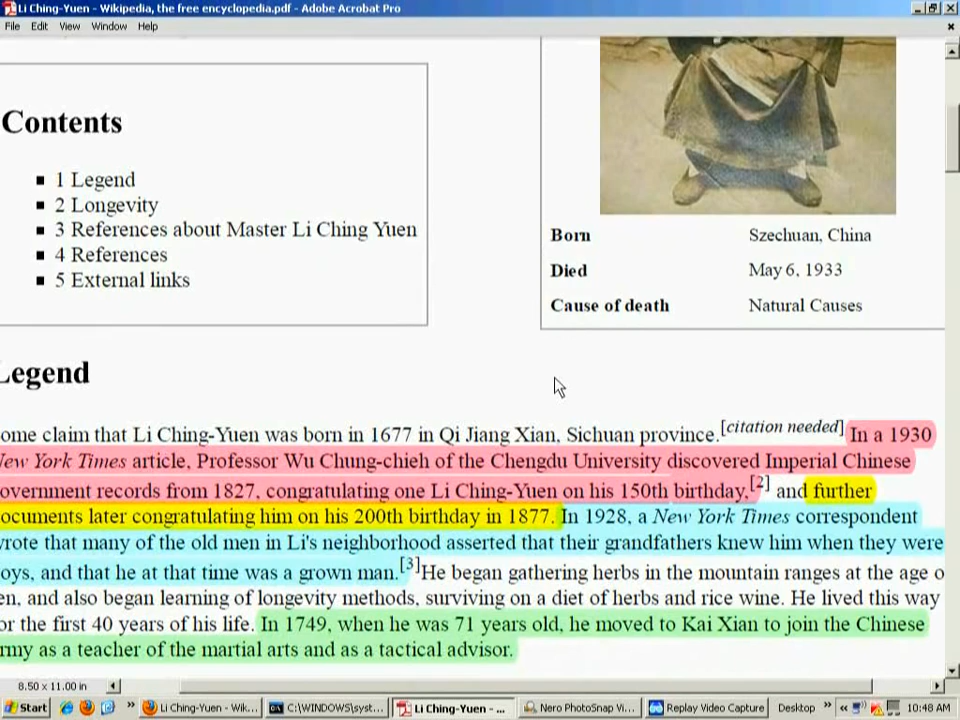 Li Ching-Yuen - Wikipedia, the free encyclopedia.pdf - Adobe Acrobat Pro
File Edit View Window Help
Contents
1 Legend
2 Longevity
3 References about Master Li Ching Yuen
4 References
5 External links
Born Szechuan, China
Died May 6, 1933
Cause of death Natural Causes
Legend
ome claim that Li Ching-Yuen was born in 1677 in Qi Jiang Xian, Sichuan province.[citation needed] In a 1930
New York Times article, Professor Wu Chung-chieh of the Chengdu University discovered Imperial Chinese
overnment records from 1827, congratulating one Li Ching-Yuen on his 150th birthday,[2] and further
ocuments later congratulating him on his 200th birthday in 1877. In 1928, a New York Times correspondent
wrote that many of the old men in Li's neighborhood asserted that their grandfathers knew him when they were
oys, and that he at that time was a grown man.[3]He began gathering herbs in the mountain ranges at the age o
en, and also began learning of longevity methods, surviving on a diet of herbs and rice wine. He lived this way
or the first 40 years of his life. In 1749, when he was 71 years old, he moved to Kai Xian to join the Chinese
rmy as a teacher of the martial arts and as a tactical advisor.
8.50 x 11.00 in
Start » Li Ching-Yuen - Wik... C:\WINDOWS\syst... Li Ching-Yuen - ... Nero PhotoSnap Vi... Replay Video Capture Desktop » « 10:48 AM